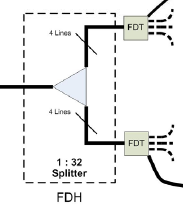 4 Lines
FDT
4 Lines
FDT
1 : 32
Splitter
FDH